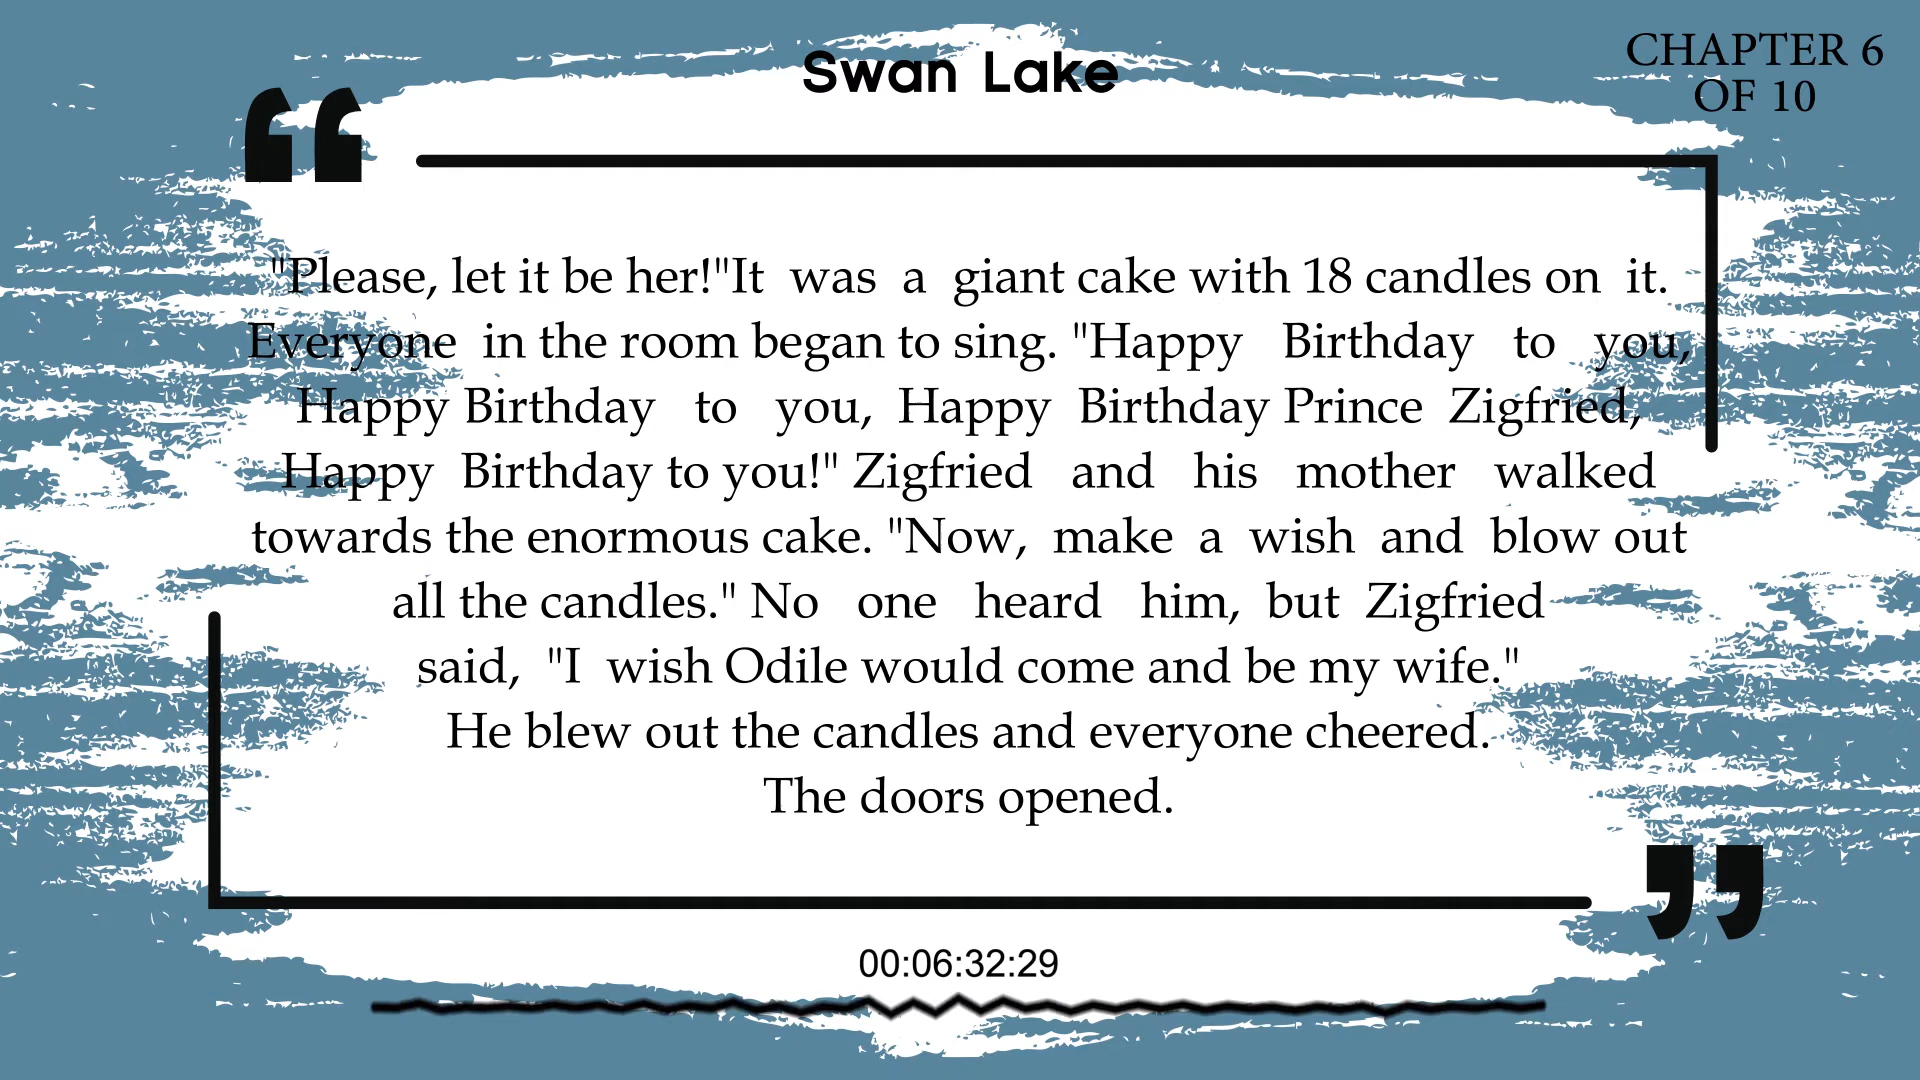 Swan Lake
CHAPTER 6
OF 10
"Please, let it be her!"It was a giant cake with 18 candles on it.
Everyone in the room began to sing. "Happy Birthday to you,
Happy Birthday to you, Happy Birthday Prince Zigfried,
Happy Birthday to you!" Zigfried and his mother walked
towards the enormous cake. "Now, make a wish and blow out
all the candles." No one heard him, but Zigfried
said, "I wish Odile would come and be my wife."
He blew out the candles and everyone cheered.
The doors opened.
00:06:32:29